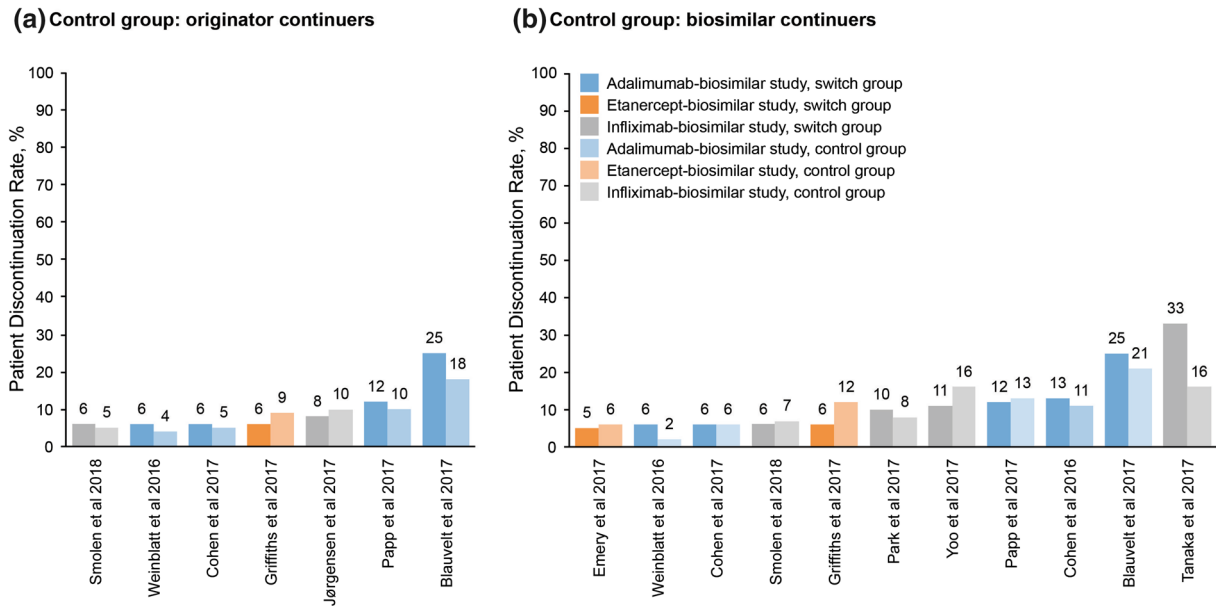 (a) Control group: originator continuers
Patient Discontinuation Rate, %
100
90
80
70
60
50
40
30
20
10
0
6 5
6 4
6 5
6 9
8 10
12 10
25 18
Smolen et al 2018
Weinblatt et al 2016
Cohen et al 2017
Griffiths et al 2017
Jørgensen et al 2017
Papp et al 2017
Blauvelt et al 2017
(b) Control group: biosimilar continuers
Patient Discontinuation Rate, %
100
90
80
70
60
50
40
30
20
10
0
Adalimumab-biosimilar study, switch group
Etanercept-biosimilar study, switch group
Infliximab-biosimilar study, switch group
Adalimumab-biosimilar study, control group
Etanercept-biosimilar study, control group
Infliximab-biosimilar study, control group
5 6
6 2
6 6
6 7
6 12
10 8
11 16
12 13
13 11
25 21
33 16
Emery et al 2017
Weinblatt et al 2016
Cohen et al 2017
Smolen et al 2018
Griffiths et al 2017
Park et al 2017
Yoo et al 2017
Papp et al 2017
Cohen et al 2016
Blauvelt et al 2017
Tanaka et al 2017